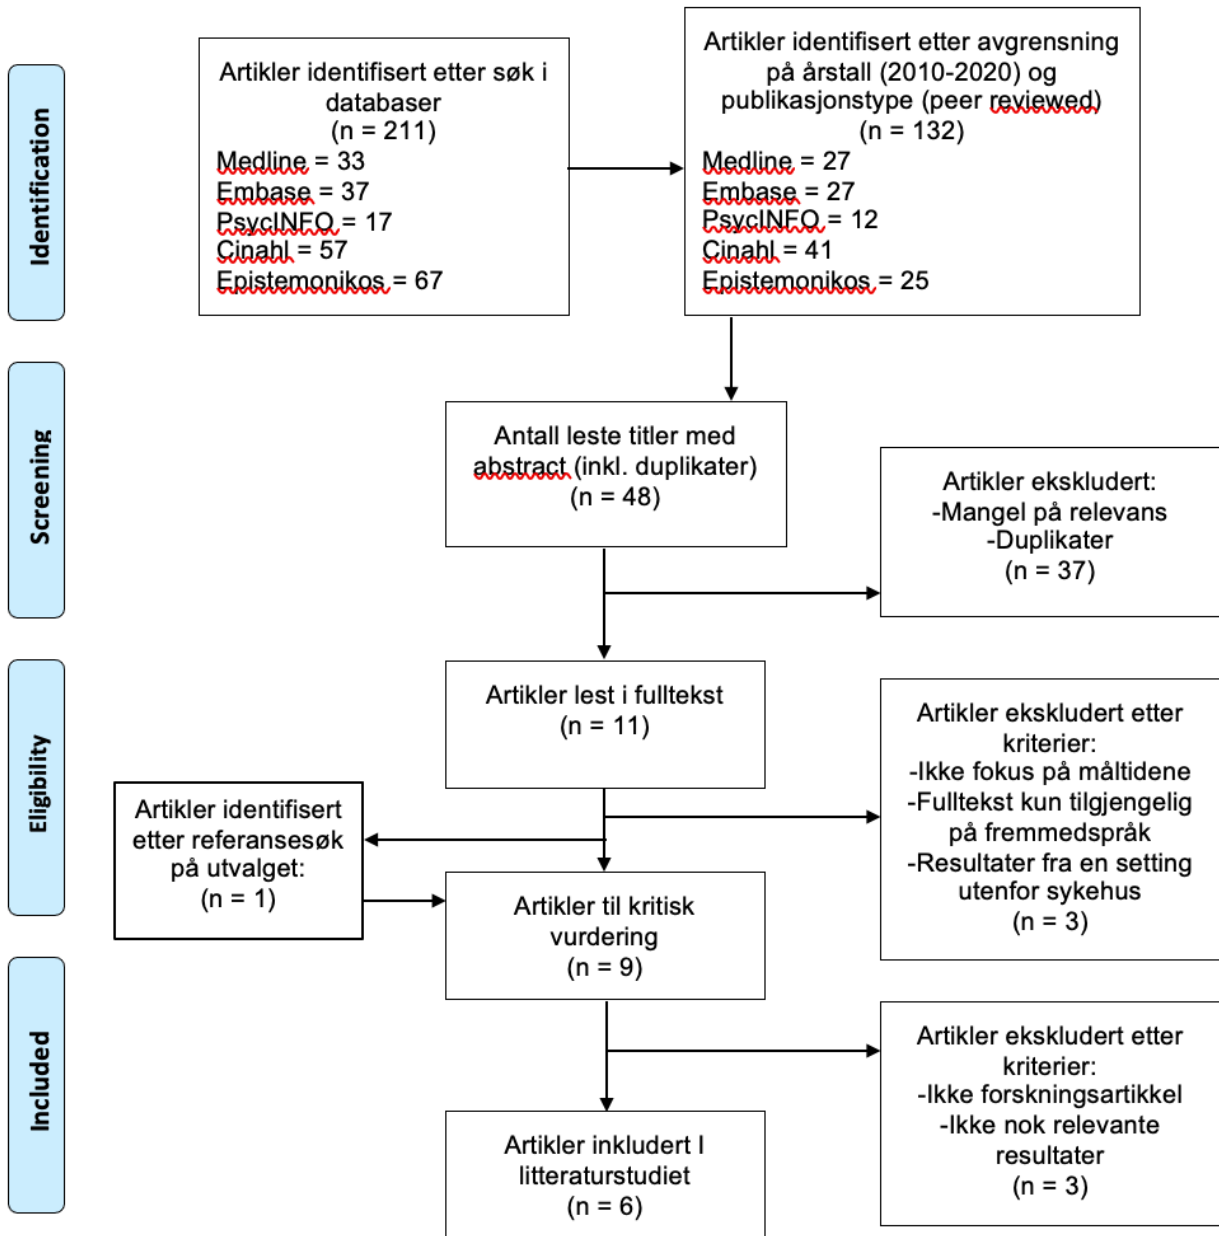 Identification
Artikler identifisert etter søk i
databaser
(n = 211)
Medline = 33
Embase = 37
PsycINFO = 17
Cinahl = 57
Epistemonikos = 67
Artikler identifisert etter avgrensning
på årstall (2010-2020) og
publikasjonstype (peer reviewed)
(n = 132)
Medline = 27
Embase = 27
PsycINFO = 12
Cinahl = 41
Epistemonikos = 25
Screening
Antall leste titler med
abstract (inkl. duplikater)
(n = 48)
Artikler ekskludert:
-Mangel på relevans
-Duplikater
(n = 37)
Eligibility
Artikler lest i fulltekst
(n = 11)
Artikler ekskludert etter
kriterier:
-Ikke fokus på måltidene
-Fulltekst kun tilgjengelig
på fremmedspråk
-Resultater fra en setting
utenfor sykehus
(n = 3)
Artikler identifisert
etter referansesøk
på utvalget:
(n = 1)
Artikler til kritisk
vurdering
(n = 9)
Included
Artikler ekskludert etter
kriterier:
-Ikke forskningsartikkel
-Ikke nok relevante
resultater
(n = 3)
Artikler inkludert I
litteraturstudiet
(n = 6)